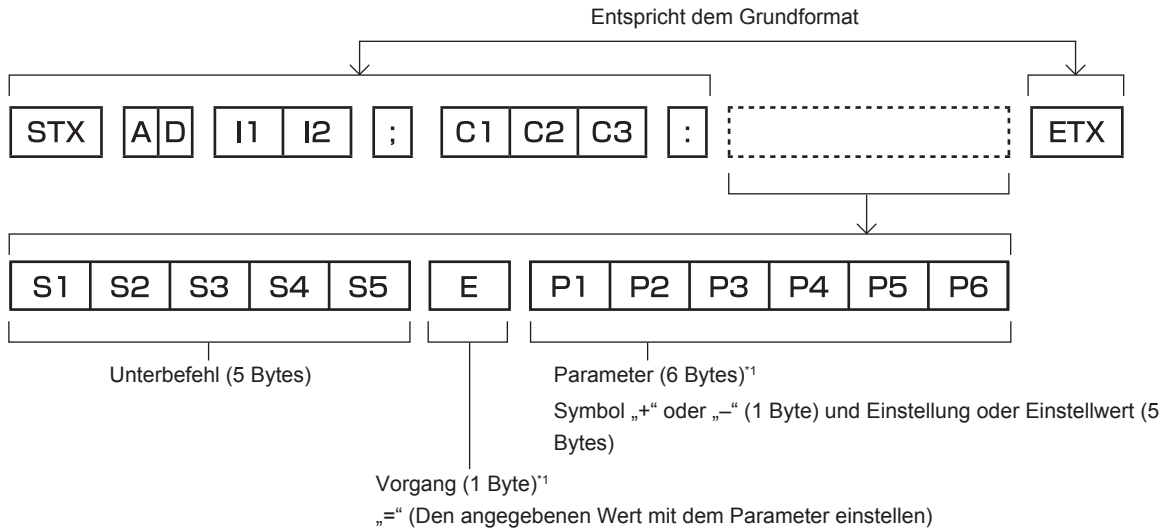 Entspricht dem Grundformat
STX A D I1 I2 ; C1 C2 C3 : ETX
S1 S2 S3 S4 S5 E P1 P2 P3 P4 P5 P6
Unterbefehl (5 Bytes)
Parameter (6 Bytes)*1
Symbol „+“ oder „–“ (1 Byte) und Einstellung oder Einstellwert (5
Bytes)
Vorgang (1 Byte)*1
„=“ (Den angegebenen Wert mit dem Parameter einstellen)